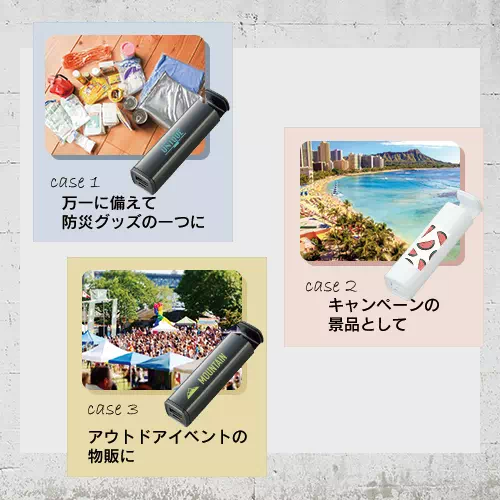 case 1
万一に備えて
防災グッズの一つに
case 2
キャンペーンの
景品として
MOUNTAIN
case 3
アウトドアイベントの
物販に